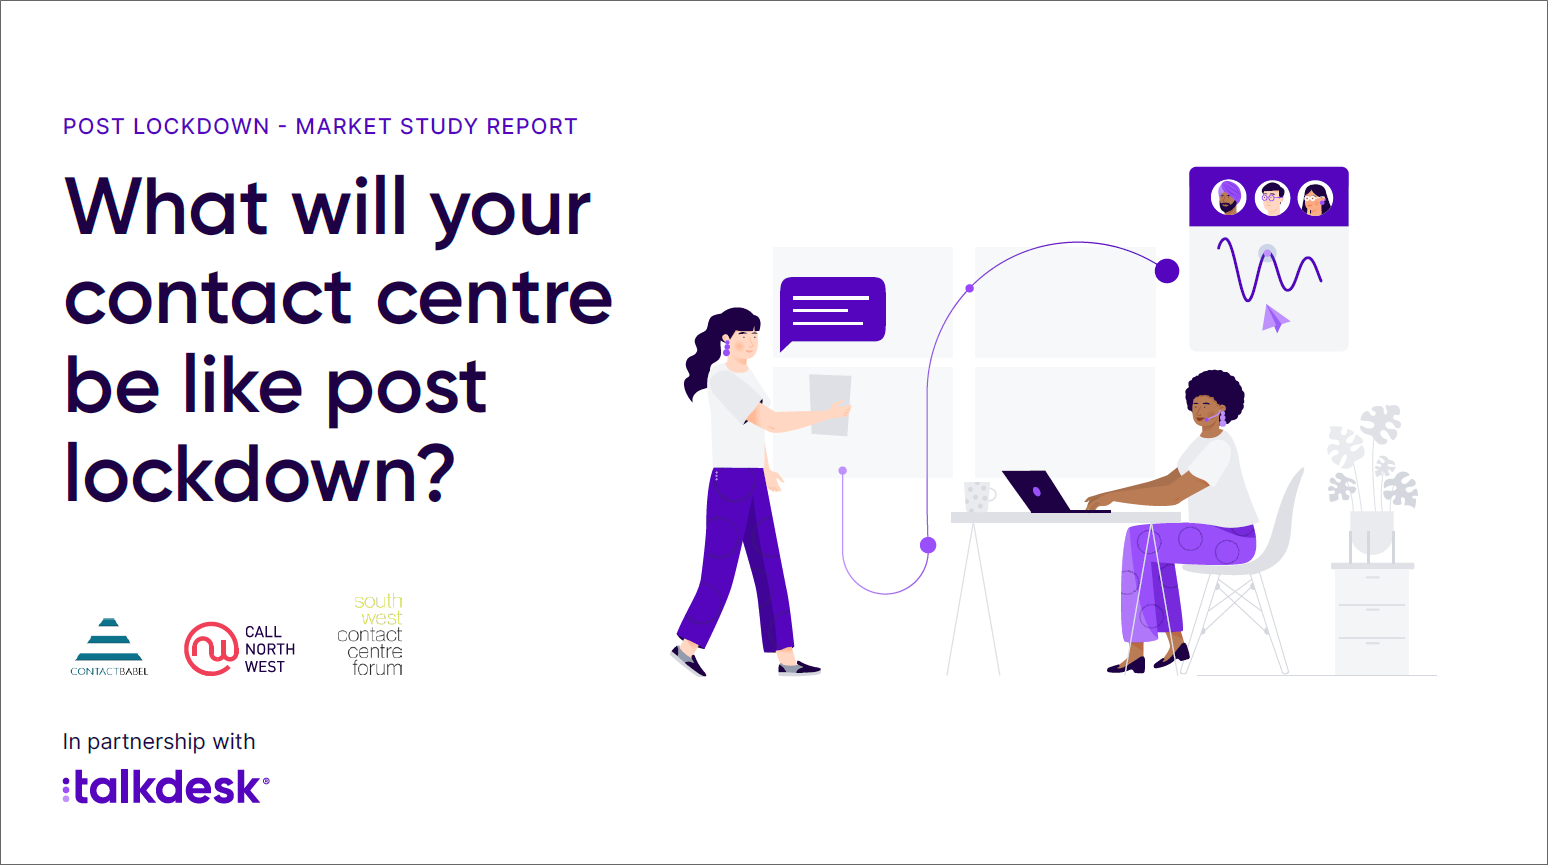 POST LOCKDOWN - MARKET STUDY REPORT
What will your
contact centre
be like post
lockdown?
CONTACTBABEL
nw
CALL
NORTH
WEST
south
west
contact
centre
forum
In partnership with
talkdesk®